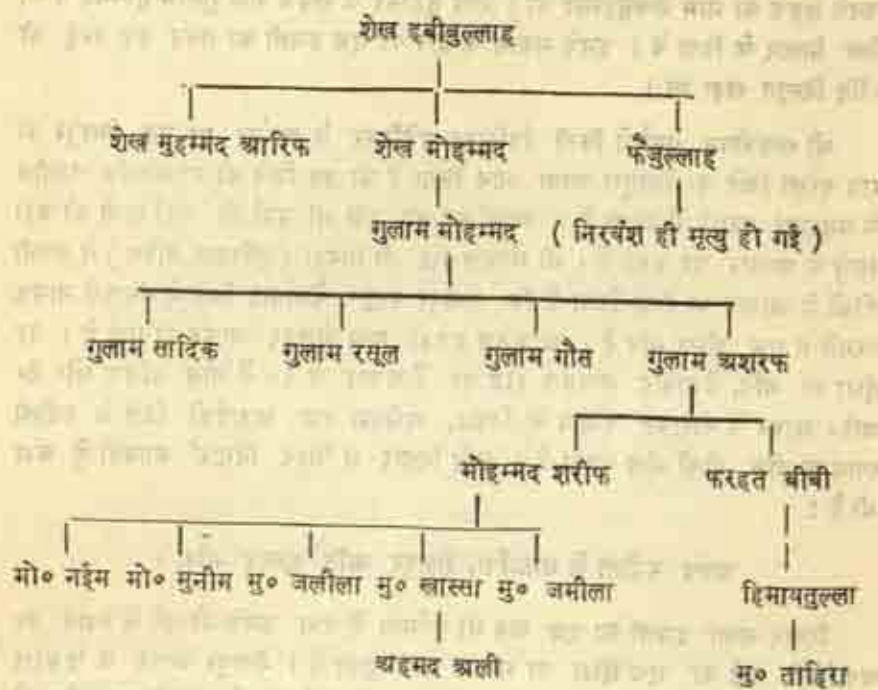 शेख हबीबुल्लाह
शेख मुहम्मद आरिफ शेख मोहम्मद फैजुल्लाह
गुलाम मोहम्मद ( निरवंश ही मृत्यु हो गई )
गुलाम सादिक गुलाम रसूल गुलाम गौस गुलाम अशरफ
मोहम्मद शरीफ फरहत बीबी
मो० नईम मो० मुनीम मु० जलीला मु० खास्सा मु० जमीला हिमायतुल्ला
अहमद अली मु० ताहिरा